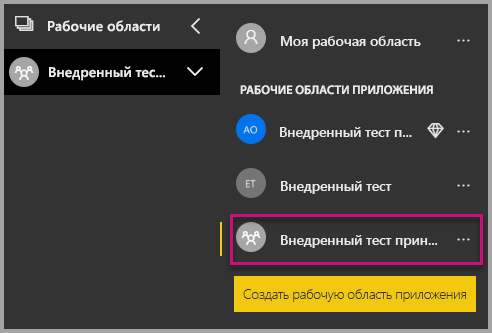 Рабочие области
Внедренный тес...
Моя рабочая область
РАБОЧИЕ ОБЛАСТИ ПРИЛОЖЕНИЯ
АО
Внедренный тест п...
ET
Внедренный тест
Внедренный тест прин...
Создать рабочую область приложения